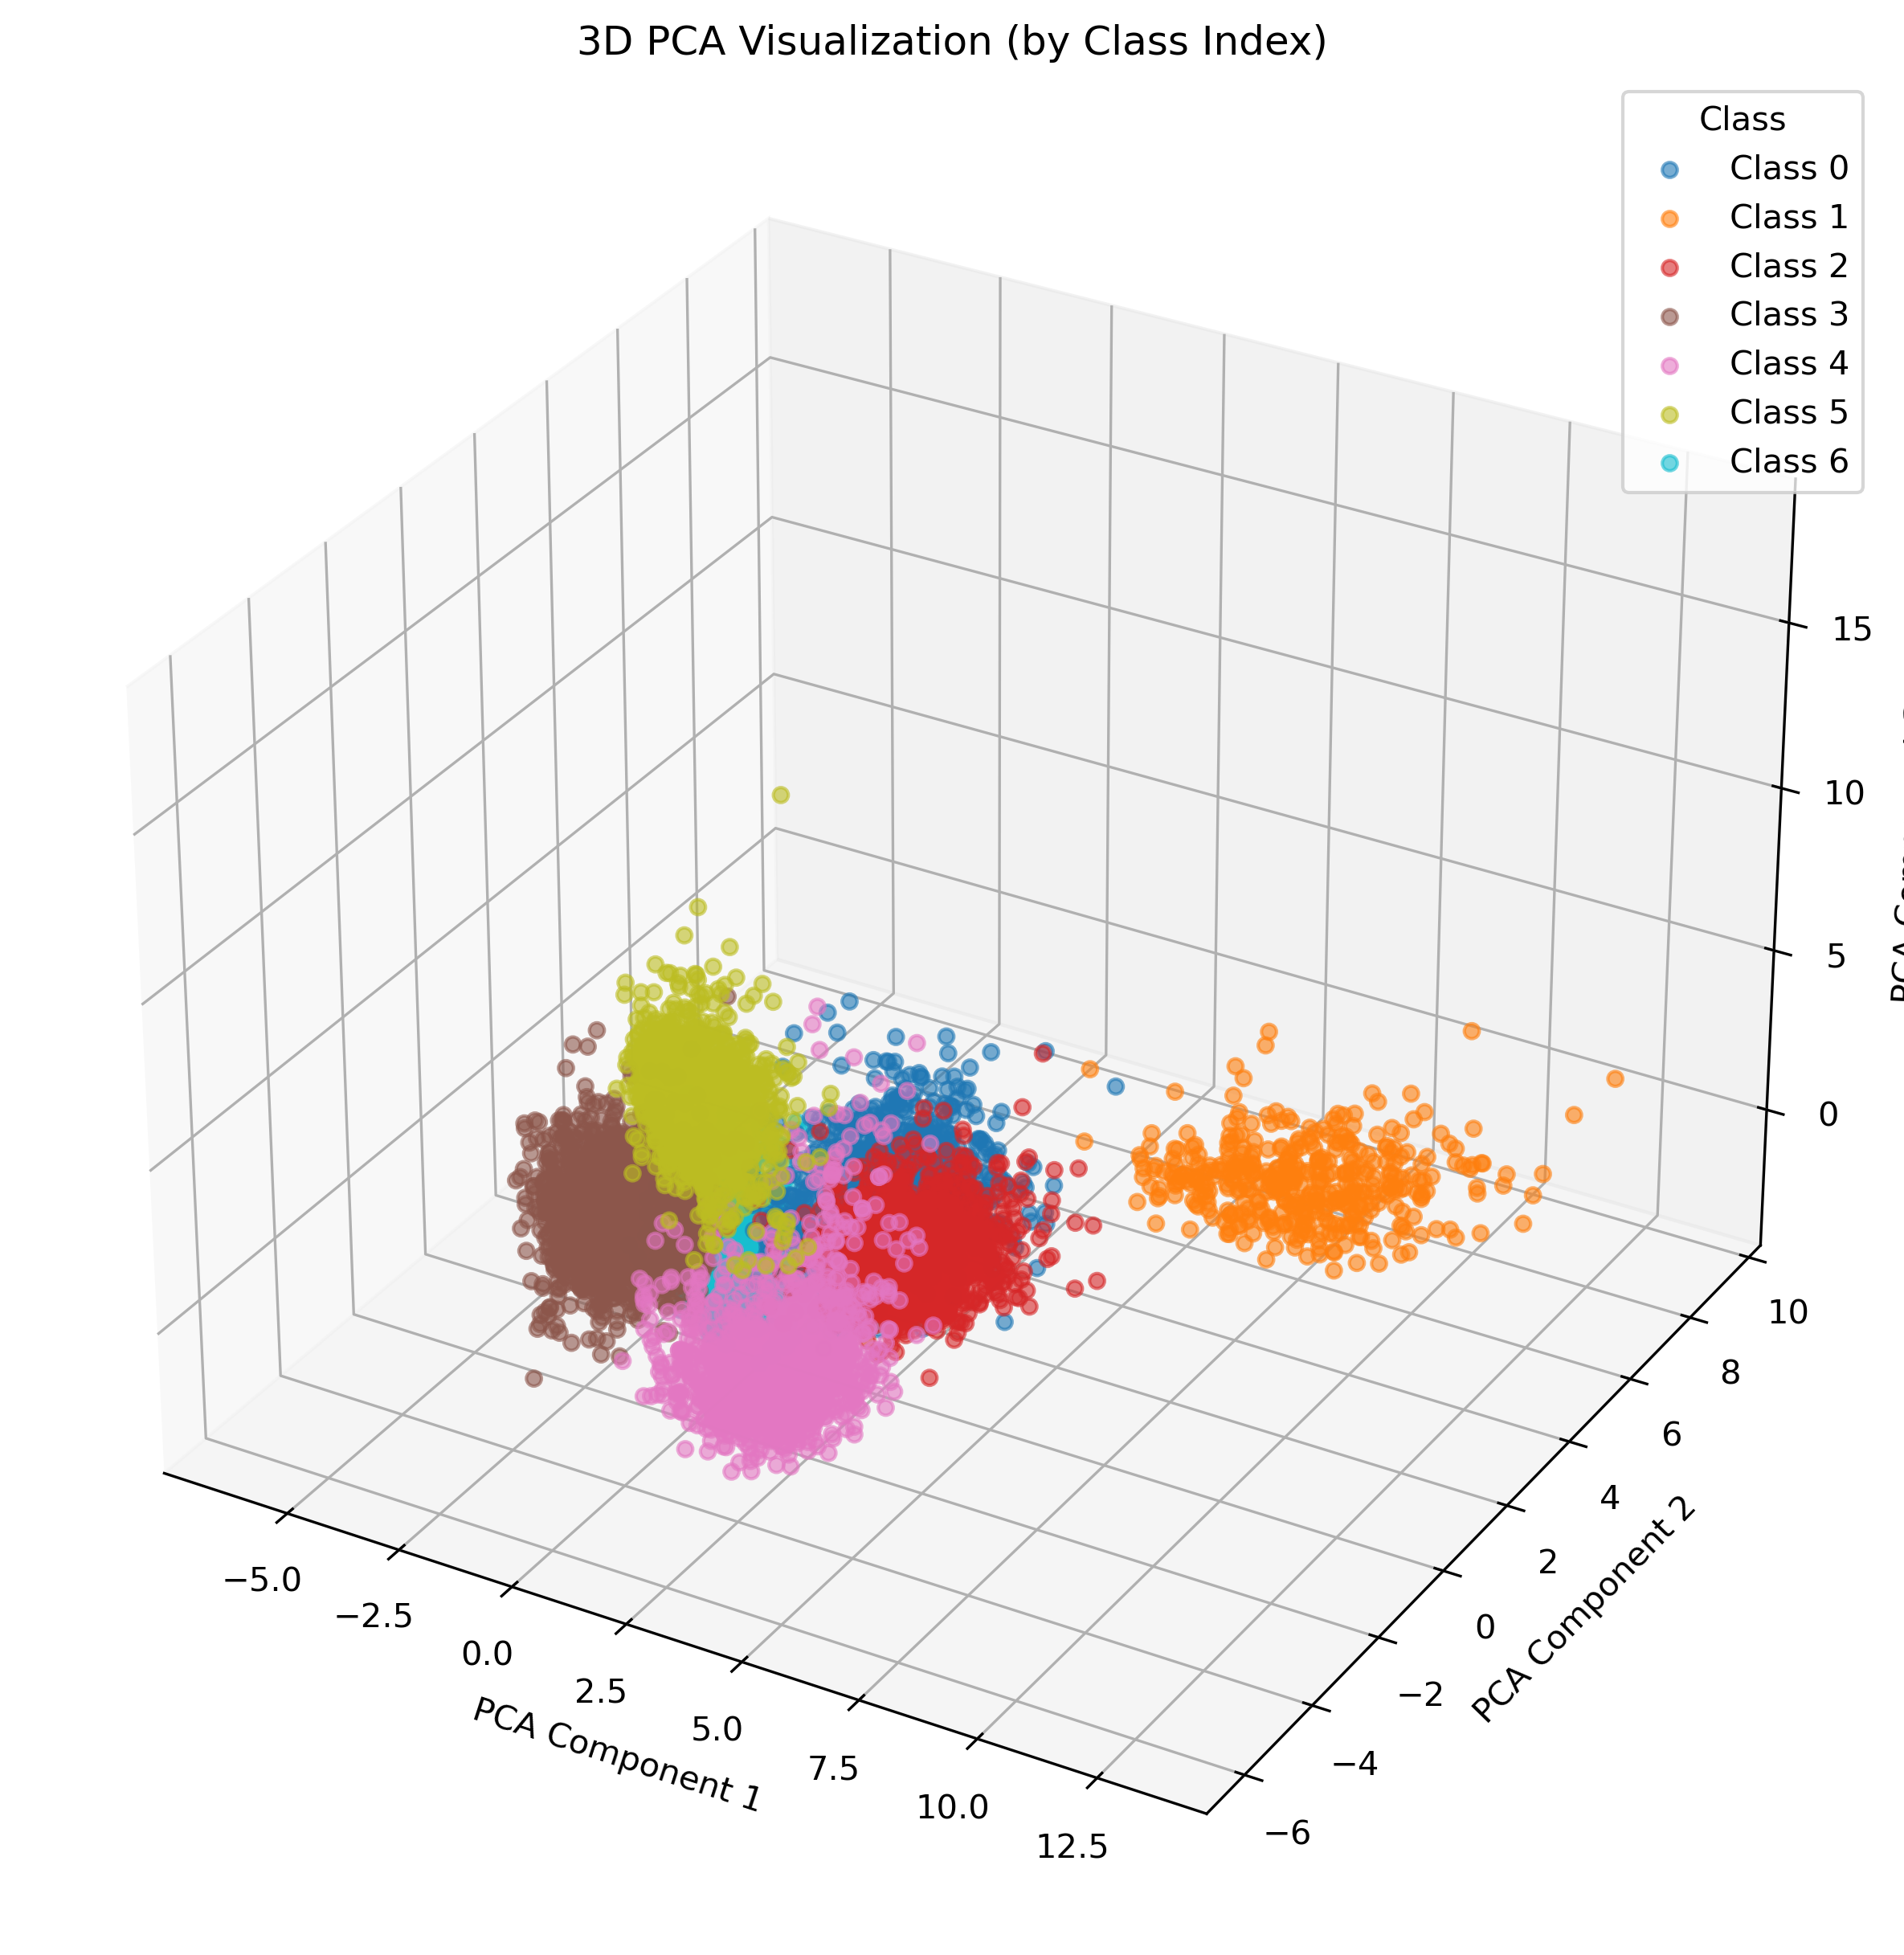 3D PCA Visualization (by Class Index)
Class
Class 0
Class 1
Class 2
Class 3
Class 4
Class 5
Class 6
15
10
5
0
10
8
6
4
2
0
−2
−4
−6
PCA Component 2
−5.0
−2.5
0.0
2.5
5.0
7.5
10.0
12.5
PCA Component 1